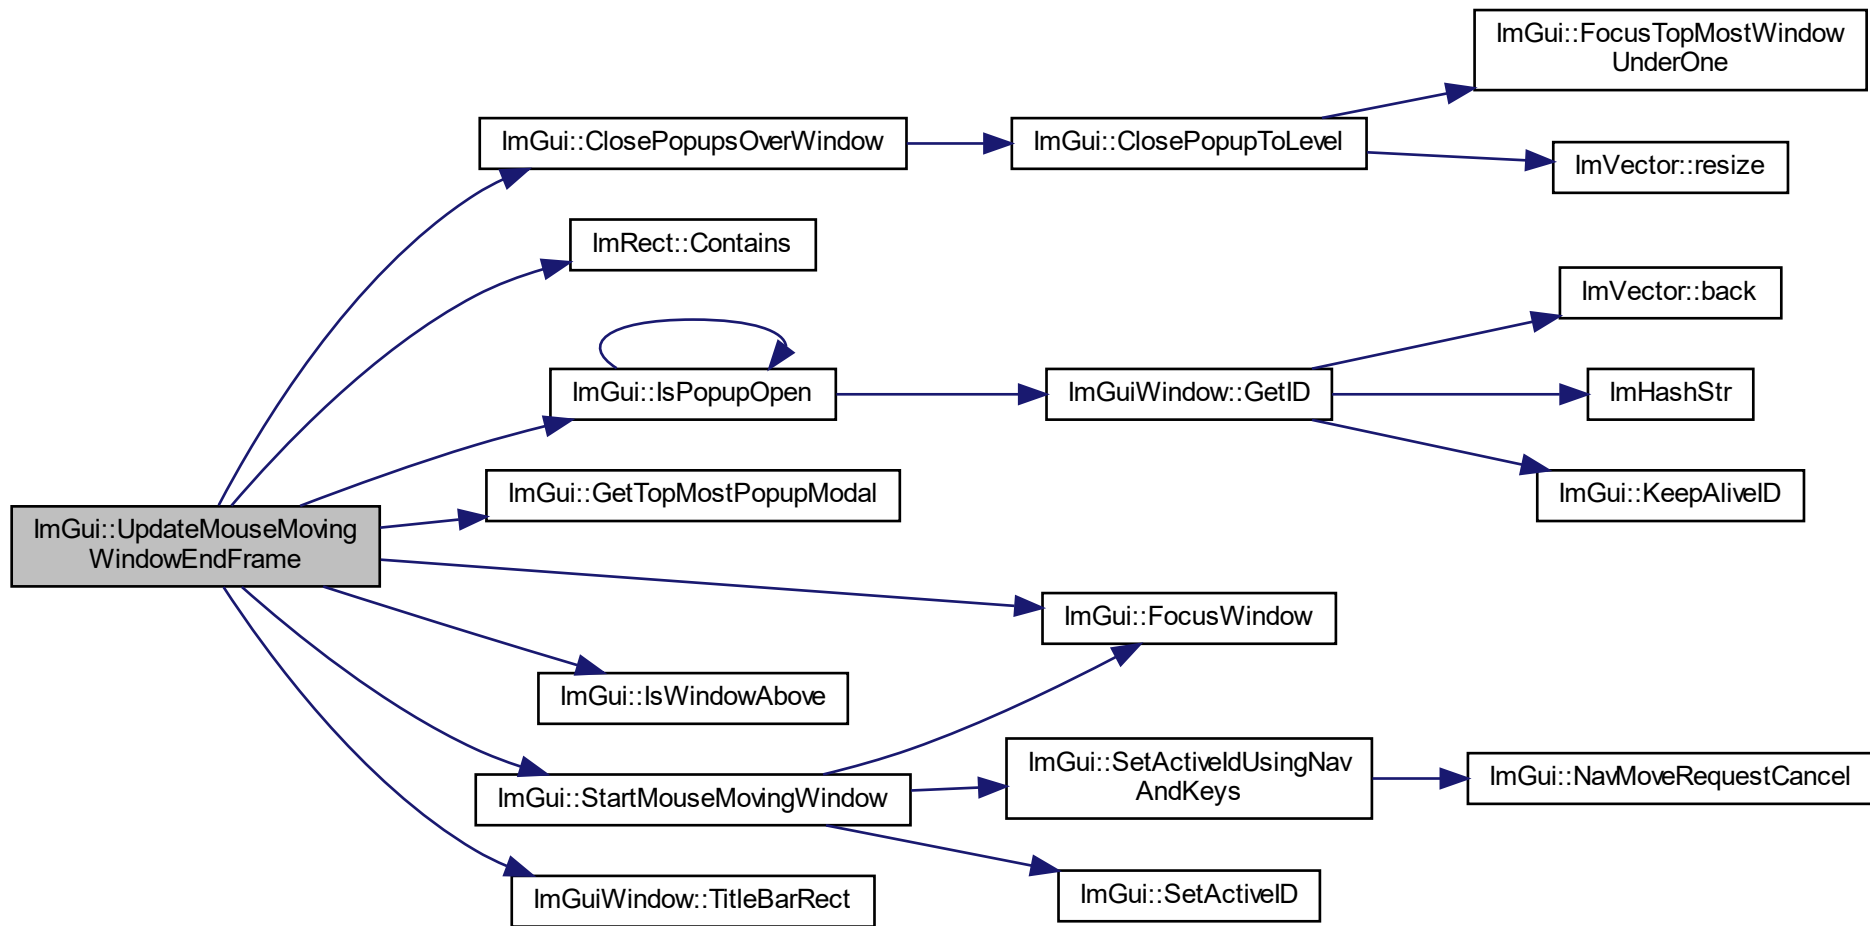 ImGui::UpdateMouseMoving
WindowEndFrame
ImGui::ClosePopupsOverWindow
ImGui::ClosePopupToLevel
ImGui::FocusTopMostWindow
UnderOne
ImVector::resize
ImRect::Contains
ImGui::IsPopupOpen
ImGuiWindow::GetID
ImVector::back
ImHashStr
ImGui::KeepAliveID
ImGui::GetTopMostPopupModal
ImGui::FocusWindow
ImGui::IsWindowAbove
ImGui::StartMouseMovingWindow
ImGui::SetActiveIdUsingNav
AndKeys
ImGui::NavMoveRequestCancel
ImGui::SetActiveID
ImGuiWindow::TitleBarRect